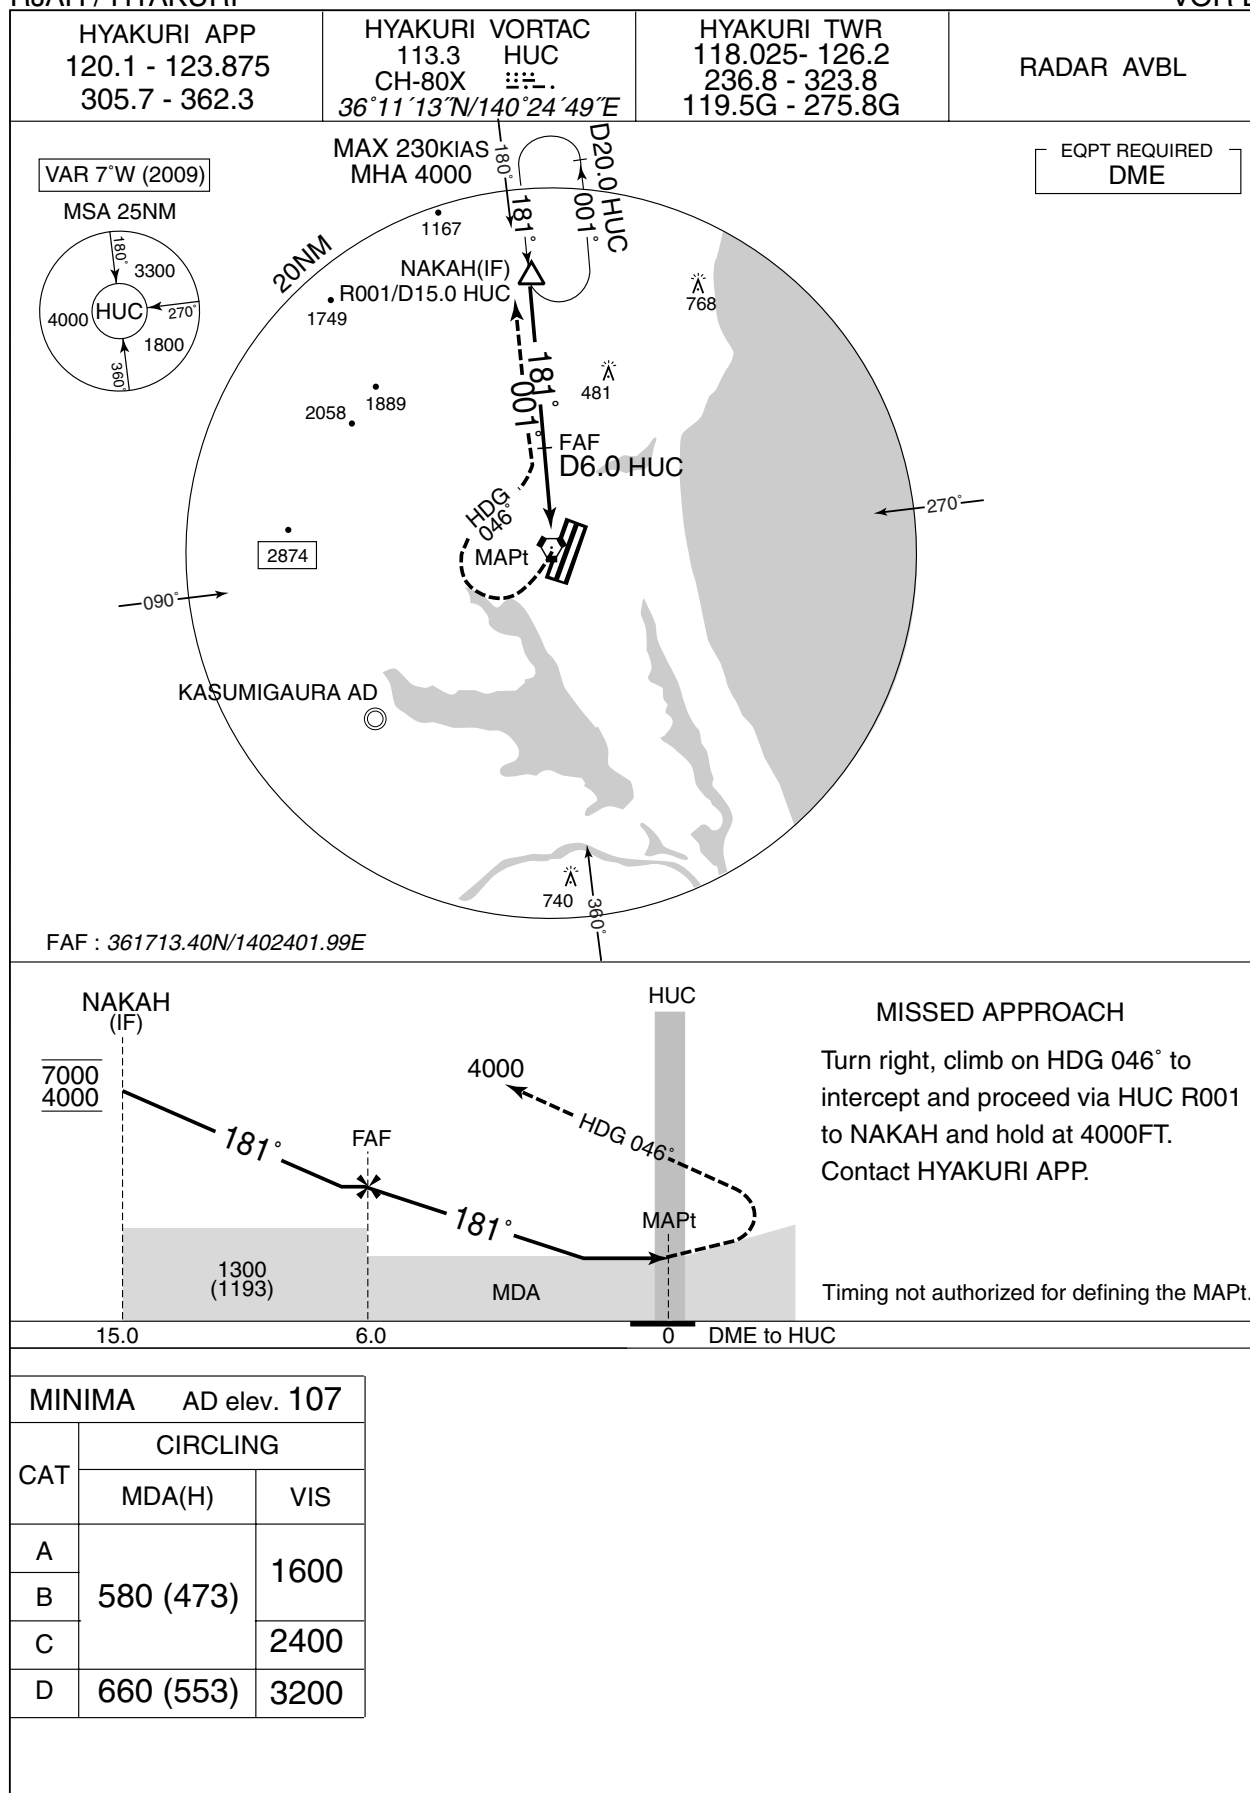 RJAH / HYAKURI
VOR
HYAKURI APP
120.1 - 123.875
305.7 - 362.3
HYAKURI VORTAC
113.3 HUC
CH-80X
36°11´13˝N/140°24´49˝E
HYAKURI TWR
118.025- 126.2
236.8 - 323.8
119.5G - 275.8G
RADAR AVBL
VAR 7°W (2009)
MSA 25NM
180°
3300
4000
HUC
270°
1800
360°
MAX 230KIAS
MHA 4000
180°
181°
001°
D20.0 HUC
EQPT REQUIRED
DME
20NM
1167
NAKAH(IF)
R001/D15.0 HUC
768
1749
181°
001°
481
2058
1889
FAF
D6.0 HUC
HDG
046°
270°
2874
MAPt
090°
KASUMIGAURA AD
740
360°
FAF : 361713.40N/1402401.99E
NAKAH
(IF)
7000
4000
181°
FAF
4000
HDG 046°
HUC
181°
MAPt
1300
(1193)
MDA
15.0
6.0
0
DME to HUC
MISSED APPROACH
Turn right, climb on HDG 046° to
intercept and proceed via HUC R001
to NAKAH and hold at 4000FT.
Contact HYAKURI APP.
Timing not authorized for defining the MAPt.
MINIMA AD elev. 107
CAT
CIRCLING
MDA(H)
VIS
A
B
C
D
580 (473)
660 (553)
1600
2400
3200